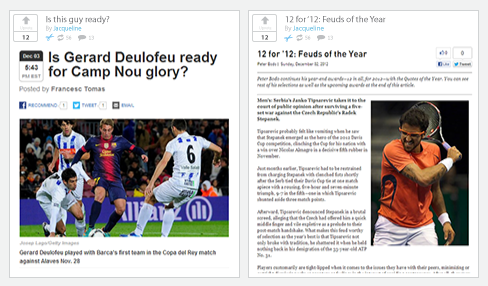 Is this guy ready?
By Jacqueline
12
Dec 03
5:43
PM EST
Is Gerard Deulofeu ready
for Camp Nou glory?
Posted by Francesc Tomas
RECOMMEND
TWEET
EMAIL
6
Josep Lago/Getty Images
Gerard Deulofeu played with Barca's first team in the Copa del Rey match
against Alaves Nov. 28
12 for '12: Feuds of the Year
By Jacqueline
12
12 for '12: Feuds of the Year
Peter Bodo | Sunday, December 02, 2012
0
Like
Tweet
Peter Bodo continues his year-end awards—12 in all, for 2012—with the Quotes of the Year. You can see
rest of his selections as well as the upcoming awards at the end of this article.
Men's: Serbia's Janko Tipsarevic takes it to the
court of public opinion after surviving a five-
set war against the Czech Republic's Radek
Stepanek.
Tipsarevic probably felt like vomiting when he saw
that Stepanek emerged as the hero of the 2012 Davis
Cup competition, clinching the Cup for his nation with
a win over Nicolas Almagro in a decisive fifth rubber in
November.
Just months earlier, Tipsarevic had to be restrained
from charging Stepanek with clenched fists shortly
after the Serb tied their Davis Cup tie at one match
apiece with a rousing, five-hour and seven-minute
triumph, 9-7 in the fifth—one in which Tipsarevic
shunted aside three match points.
Afterward, Tipsarevic denounced Stepanek in a brutal
screed, alleging that the Czech had offered him a quick
middle finger and vile expletive as a prelude to their
post-match handshake. What makes this feud worthy
of selection as the year's best is that Tipsarevic not
only broke with tradition, he shattered it when he held
nothing back in his denigration of the 33-year-old ATP
No. 31.
Players customarily are tight lipped when it comes to the issues they have with their peers, minimizing or